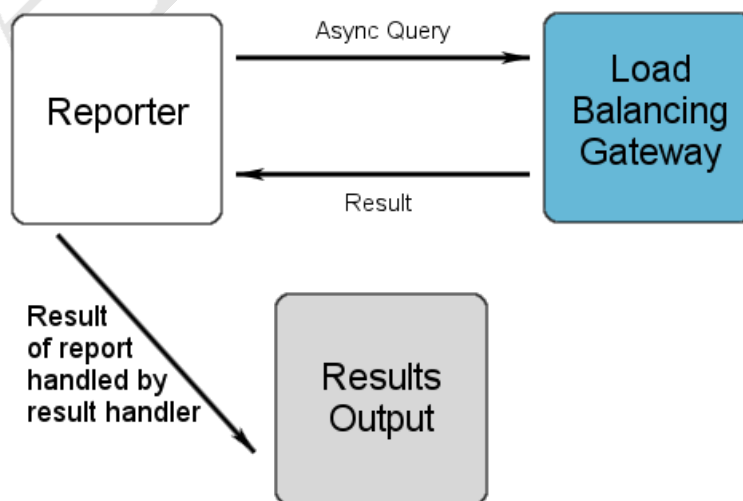 Async Query
Reporter
Load
Balancing
Gateway
Result
Result
of report
handled by
result handler
Results
Output